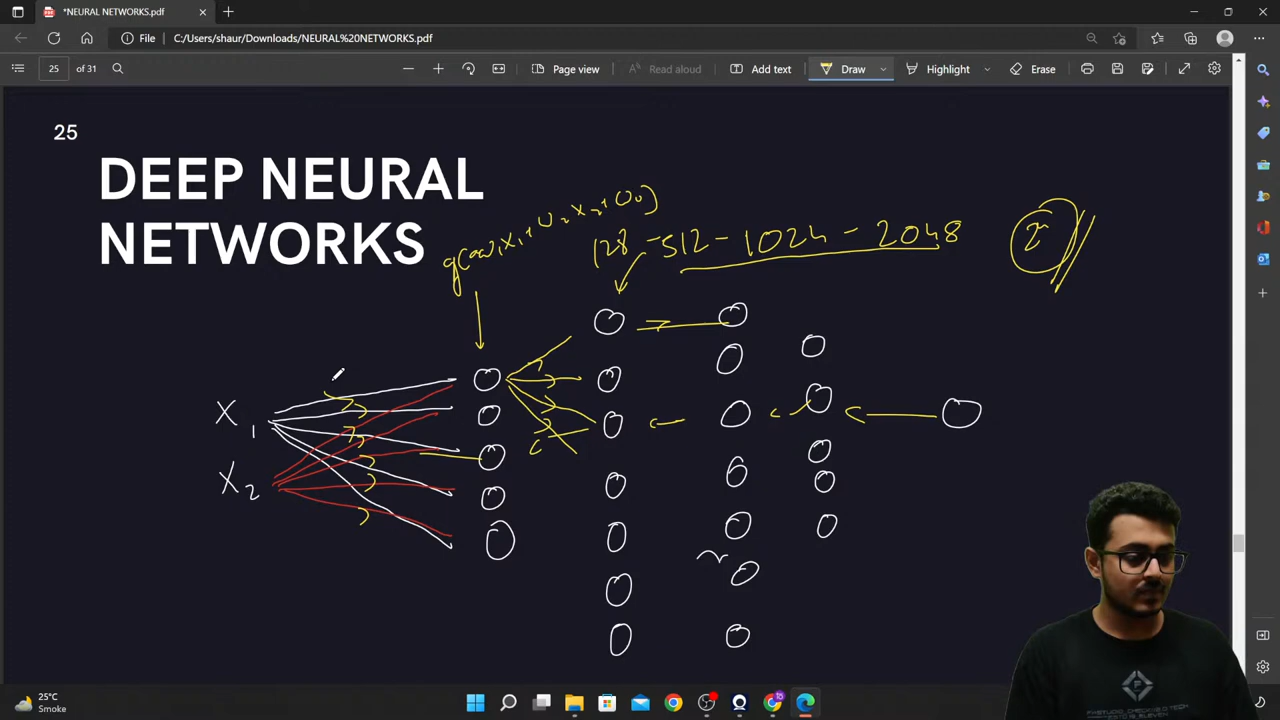 *NEURAL NETWORKS.pdf
File C:/Users/shaur/Downloads/NEURAL%20NETWORKS.pdf
25 of 31 Page view Read aloud Add text Draw Highlight Erase
25
DEEP NEURAL
NETWORKS
128 - 512 - 1024 - 2048
X1
X2
25°C
Smoke